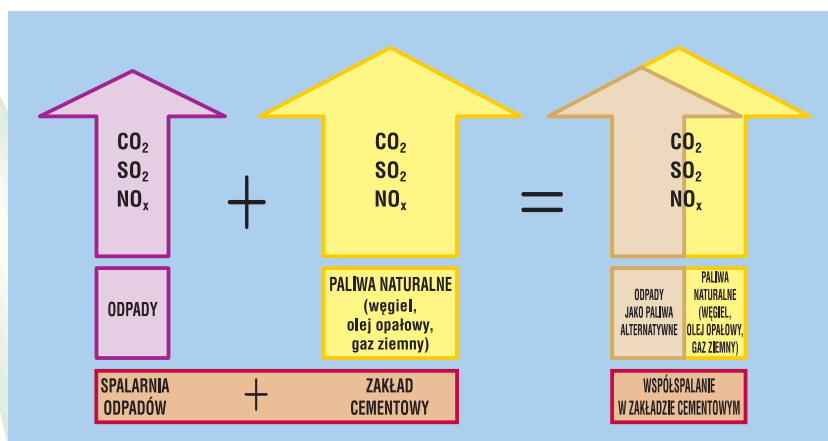 CO₂
SO₂
NOₓ
+
CO₂
SO₂
NOₓ
=
CO₂
SO₂
NOₓ
ODPADY
PALIWA NATURALNE
(węgiel,
olej opałowy,
gaz ziemny)
ODPADY
JAKO PALIWA
ALTERNATYWNE
PALIWA
NATURALNE
(WĘGIEL,
OLEJ OPAŁOWY,
GAZ ZIEMNY)
SPALARNIA
ODPADÓW
+
ZAKŁAD
CEMENTOWY
WSPÓŁSPALANIE
W ZAKŁADZIE CEMENTOWYM